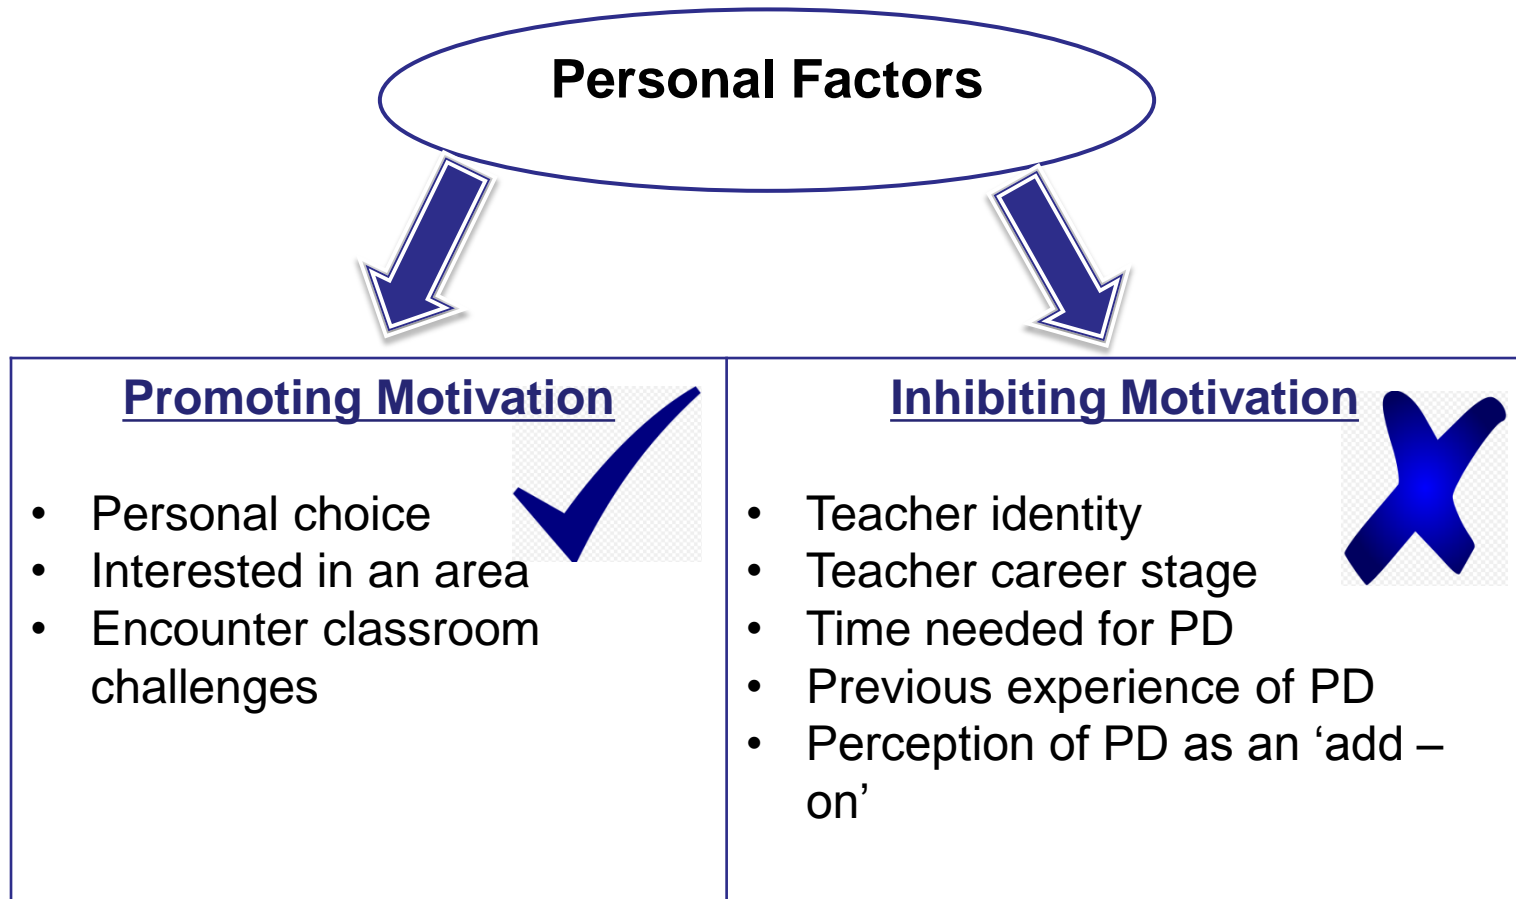 Personal Factors
Promoting Motivation
• Personal choice
• Interested in an area
• Encounter classroom
challenges
Inhibiting Motivation
• Teacher identity
• Teacher career stage
• Time needed for PD
• Previous experience of PD
• Perception of PD as an ‘add –
on’